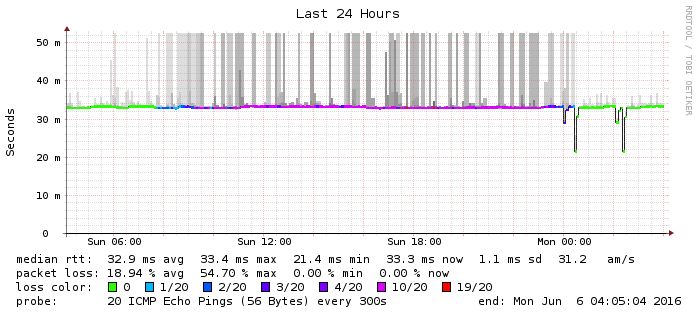 Last 24 Hours
RRDTOOL / TOBI OETIKER
Seconds
50 m
40 m
30 m
20 m
10 m
0
Sun 06:00 Sun 12:00 Sun 18:00 Mon 00:00
median rtt: 32.9 ms avg 33.4 ms max 21.4 ms min 33.3 ms now 1.1 ms sd 31.2 am/s
packet loss: 18.94 % avg 54.70 % max 0.00 % min 0.00 % now
loss color: 0 1/20 2/20 3/20 4/20 10/20 19/20
probe: 20 ICMP Echo Pings (56 Bytes) every 300s end: Mon Jun 6 04:05:04 2016